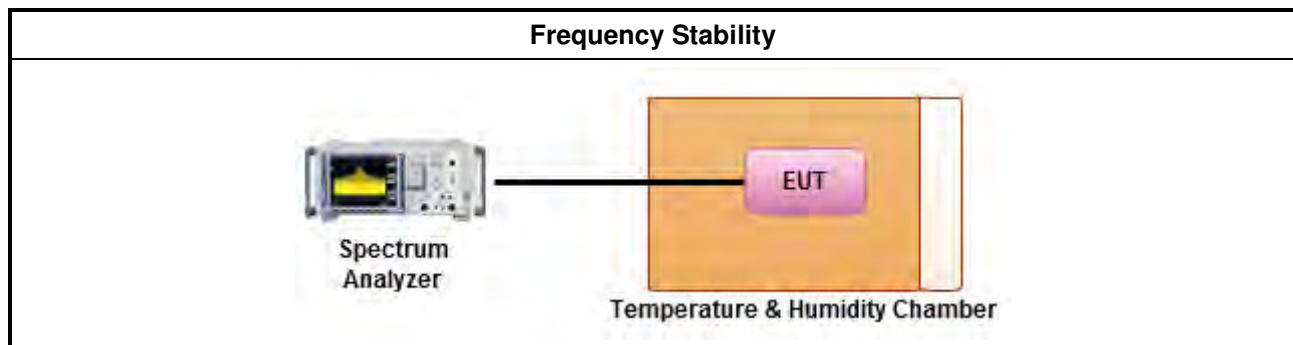 Frequency Stability
EUT
Spectrum
Analyzer
Temperature & Humidity Chamber